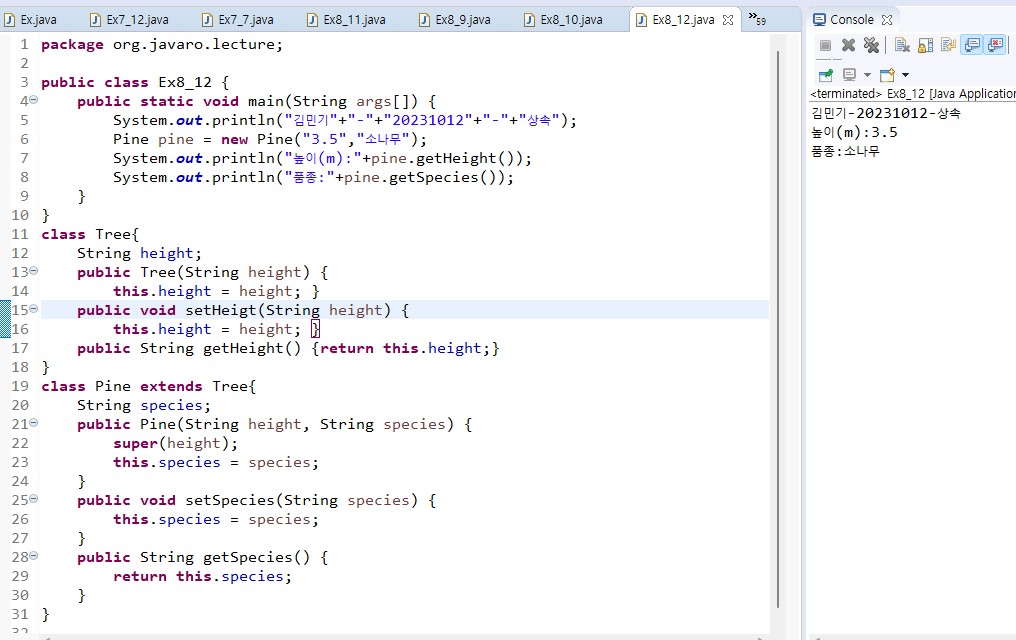 Ex.java Ex7_12.java Ex7_7.java Ex8_11.java Ex8_9.java Ex8_10.java Ex8_12.java »59
1 package org.javaro.lecture;
2
3 public class Ex8_12 {
4 public static void main(String args[]) {
5 System.out.println("김민기"+"-"+"20231012"+"-"+"상속");
6 Pine pine = new Pine("3.5","소나무");
7 System.out.println("높이(m):"+pine.getHeight());
8 System.out.println("품종:"+pine.getSpecies());
9 }
10 }
11 class Tree{
12 String height;
13 public Tree(String height) {
14 this.height = height; }
15 public void setHeigt(String height) {
16 this.height = height; }
17 public String getHeight() {return this.height;}
18 }
19 class Pine extends Tree{
20 String species;
21 public Pine(String height, String species) {
22 super(height);
23 this.species = species;
24 }
25 public void setSpecies(String species) {
26 this.species = species;
27 }
28 public String getSpecies() {
29 return this.species;
30 }
31 }
32
Console
<terminated> Ex8_12 [Java Application
김민기-20231012-상속
높이(m):3.5
품종:소나무